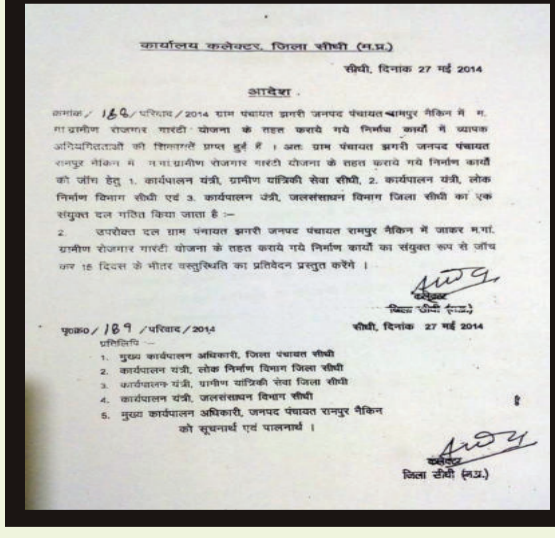 कार्यालय कलेक्टर, जिला सीधी (म.प्र.)
सीधी, दिनांक 27 मई 2014
आदेश
कमांक / 188 / परिवाद / 2014 ग्राम पंचायत झगरी जनपद पंचायत रामपुर नैकिन में म.
गा ग्रामीण रोजगार गारंटी योजना के तहत कराये गये निर्माण कार्यो में व्यापक
अनियमितताओं की शिकायतें प्राप्त हुई हैं । अतः ग्राम पंचायत झगरी जनपद पंचायत
रामपुर नैकिन में म.गा ग्रामीण रोजगार गारंटी योजना के तहत कराये गये निर्माण कार्यो
की जॉच हेतु 1. कार्यपालन यंत्री, ग्रामीण यांत्रिकी सेवा सीधी, 2. कार्यपालन यंत्री, लोक
निर्माण विभाग सीधी एवं 3. कार्यपालन यंत्री, जलसंसाधन विभाग जिला सीधी का एक
संयुक्त दल गठित किया जाता है :–
2. उपरोक्त दल ग्राम पंचायत झगरी जनपद पंचायत रामपुर नैकिन में जाकर म.गां.
ग्रामीण रोजगार गारंटी योजना के तहत कराये गये निर्माण कार्यो का संयुक्त रूप से जॉच
कर 15 दिवस के भीतर वस्तुस्थिति का प्रतिवेदन प्रस्तुत करेंगे ।
कलेक्टर
जिला सीधी (म.प्र.)
पृ0क0 / 189 / परिवाद / 2014 सीधी, दिनांक 27 मई 2014
प्रतिलिपि :–
1. मुख्य कार्यपालन अधिकारी, जिला पंचायत सीधी
2. कार्यपालन यंत्री, लोक निर्माण विभाग जिला सीधी
3. कार्यपालन यंत्री, ग्रामीण यांत्रिकी सेवा जिला सीधी
4. कार्यपालन यंत्री, जलसंसाधन विभाग सीधी
5. मुख्य कार्यपालन अधिकारी, जनपद पंचायत रामपुर नैकिन
को सूचनार्थ एवं पालनार्थ ।
कलेक्टर
जिला सीधी (म.प्र.)